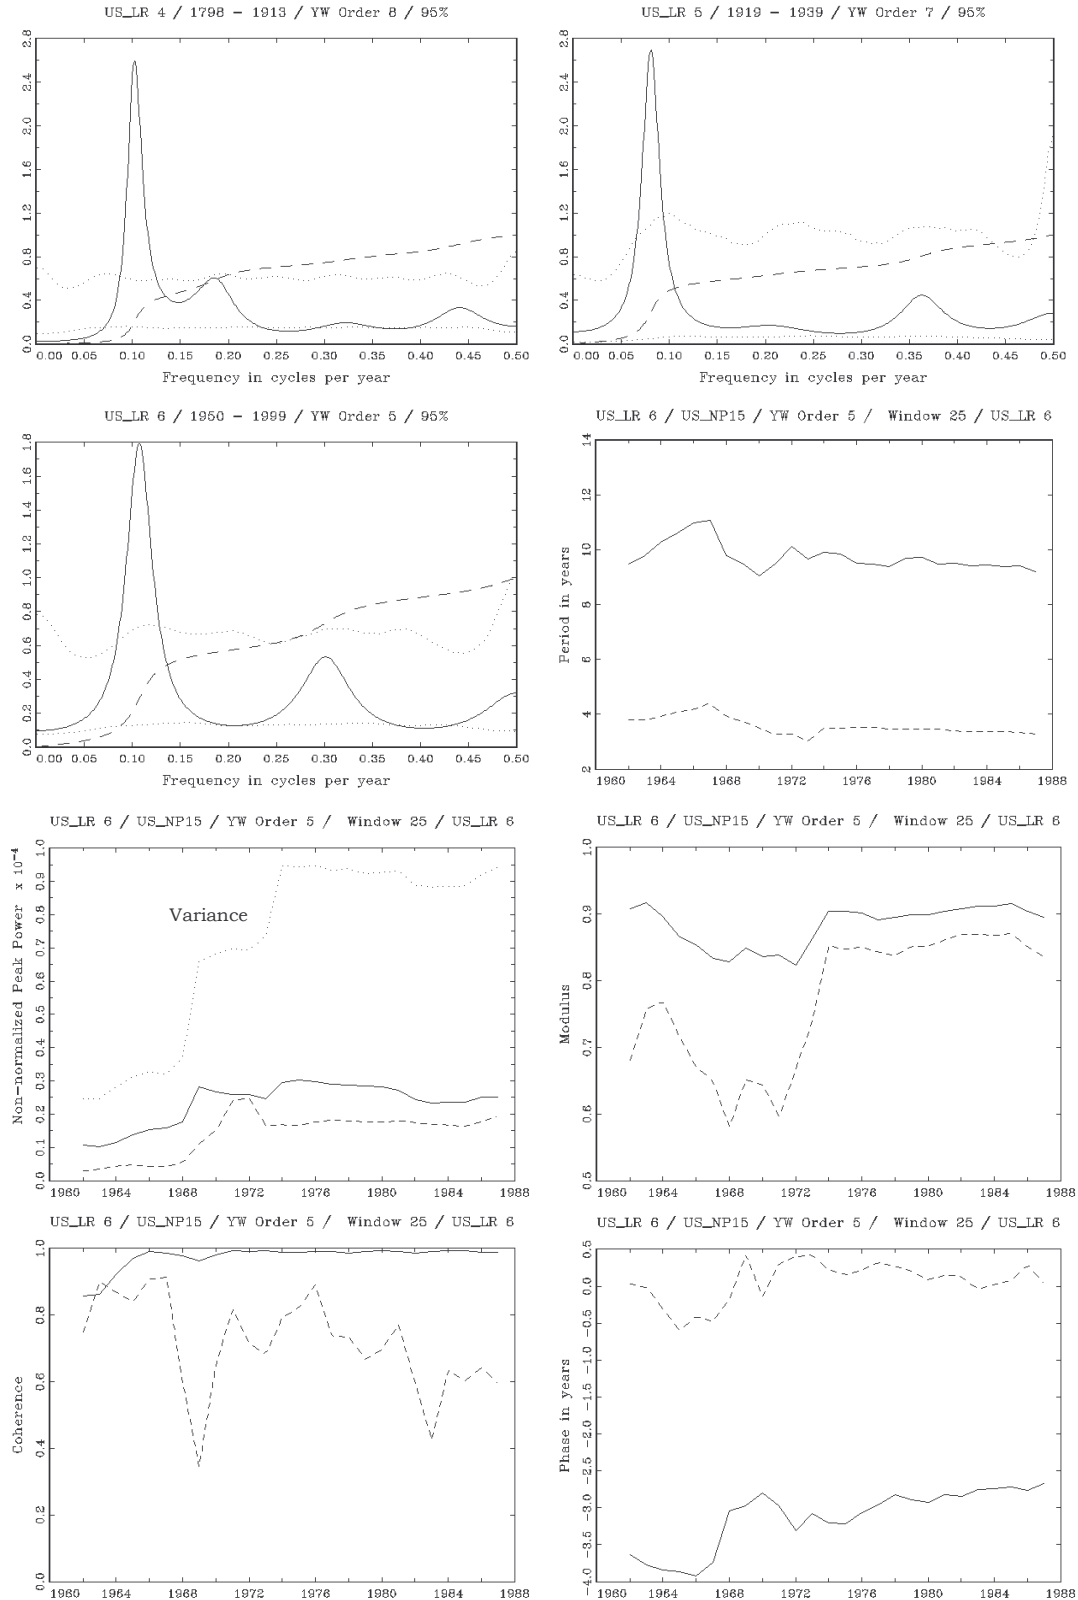 US_LR 4 / 1798 - 1913 / YW Order 8 / 95%
2.8
2.4
2.0
1.6
1.2
0.8
0.4
0.0
0.00 0.05 0.10 0.15 0.20 0.25 0.30 0.35 0.40 0.45 0.50
Frequency in cycles per year
US_LR 5 / 1919 - 1939 / YW Order 7 / 95%
2.8
2.4
2.0
1.6
1.2
0.8
0.4
0.0
0.00 0.05 0.10 0.15 0.20 0.25 0.30 0.35 0.40 0.45 0.50
Frequency in cycles per year
US_LR 6 / 1950 - 1999 / YW Order 5 / 95%
1.8
1.6
1.4
1.2
1.0
0.8
0.6
0.4
0.2
0.0
0.00 0.05 0.10 0.15 0.20 0.25 0.30 0.35 0.40 0.45 0.50
Frequency in cycles per year
US_LR 6 / US_NP15 / YW Order 5 / Window 25 / US_LR 6
Period in years
14
12
10
8
6
4
2
1960 1964 1968 1972 1976 1980 1984 1988
US_LR 6 / US_NP15 / YW Order 5 / Window 25 / US_LR 6
Non-normalized Peak Power x 10^-4
1.0
0.9
0.8
0.7
0.6
0.5
0.4
0.3
0.2
0.1
0.0
Variance
1960 1964 1968 1972 1976 1980 1984 1988
US_LR 6 / US_NP15 / YW Order 5 / Window 25 / US_LR 6
Modulus
1.0
0.9
0.8
0.7
0.6
0.5
1960 1964 1968 1972 1976 1980 1984 1988
US_LR 6 / US_NP15 / YW Order 5 / Window 25 / US_LR 6
Coherence
1.0
0.8
0.6
0.4
0.2
0.0
1960 1964 1968 1972 1976 1980 1984 1988
US_LR 6 / US_NP15 / YW Order 5 / Window 25 / US_LR 6
Phase in years
0.5
0.0
-0.5
-1.0
-1.5
-2.0
-2.5
-3.0
-3.5
-4.0
1960 1964 1968 1972 1976 1980 1984 1988